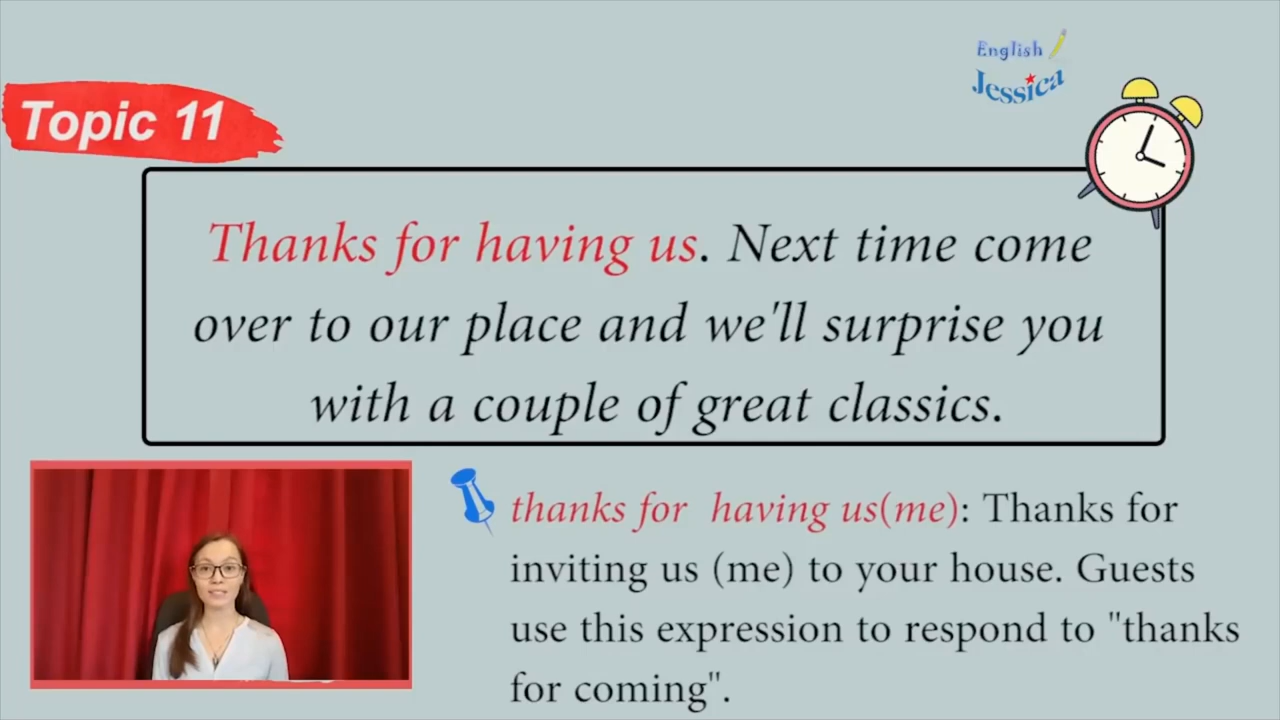 English
Jessica
Topic 11
Thanks for having us. Next time come
over to our place and we'll surprise you
with a couple of great classics.
thanks for having us(me): Thanks for
inviting us (me) to your house. Guests
use this expression to respond to "thanks
for coming".